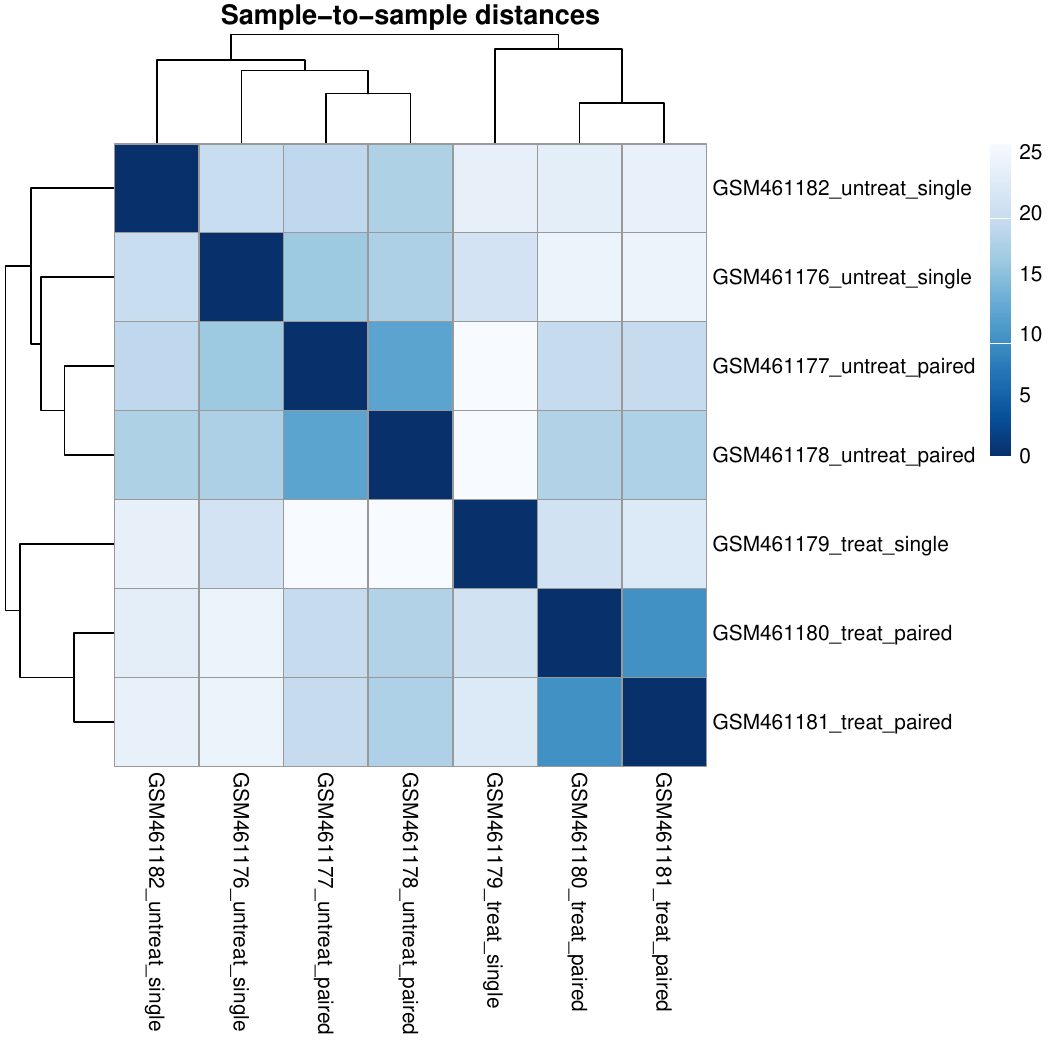 Sample−to−sample distances
GSM461182_untreat_single
GSM461176_untreat_single
GSM461177_untreat_paired
GSM461178_untreat_paired
GSM461179_treat_single
GSM461180_treat_paired
GSM461181_treat_paired
25
20
15
10
5
0
GSM461182_untreat_single
GSM461176_untreat_single
GSM461177_untreat_paired
GSM461178_untreat_paired
GSM461179_treat_single
GSM461180_treat_paired
GSM461181_treat_paired